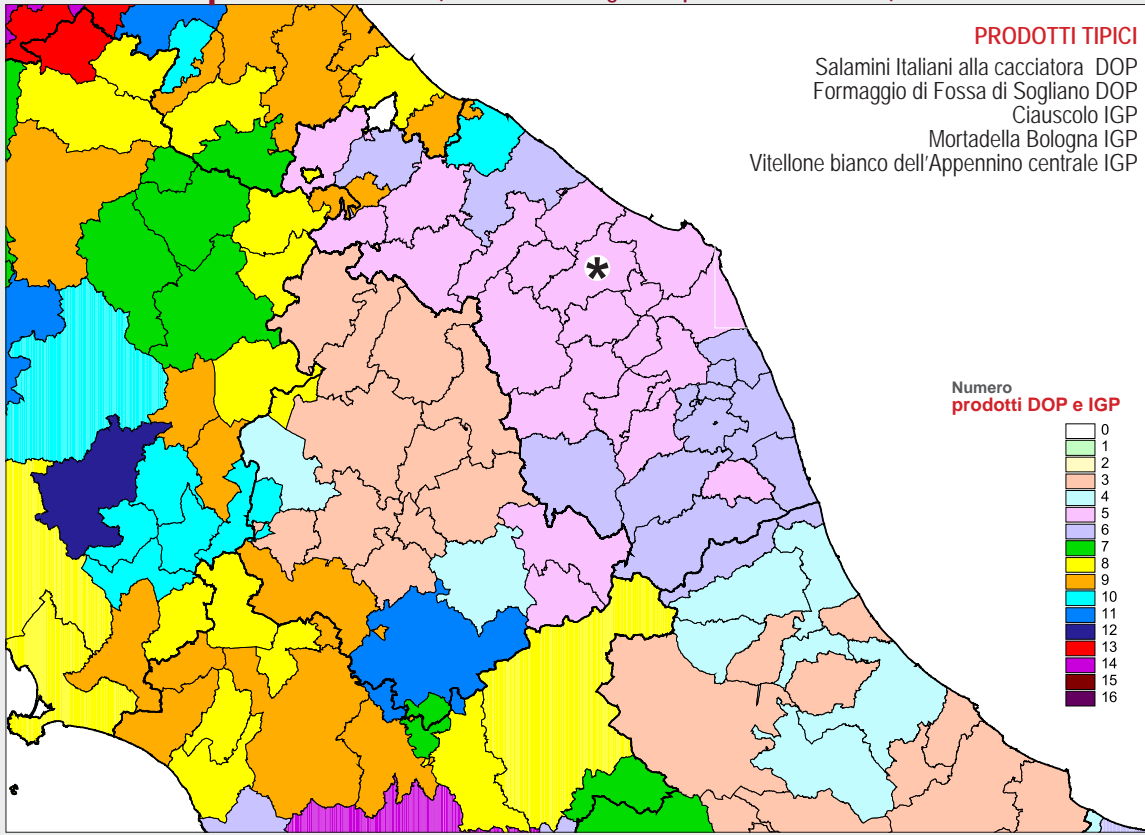 PRODOTTI TIPICI
Salamini Italiani alla cacciatora DOP
Formaggio di Fossa di Sogliano DOP
Ciauscolo IGP
Mortadella Bologna IGP
Vitellone bianco dell'Appennino centrale IGP
*
Numero
prodotti DOP e IGP
0
1
2
3
4
5
6
7
8
9
10
11
12
13
14
15
16